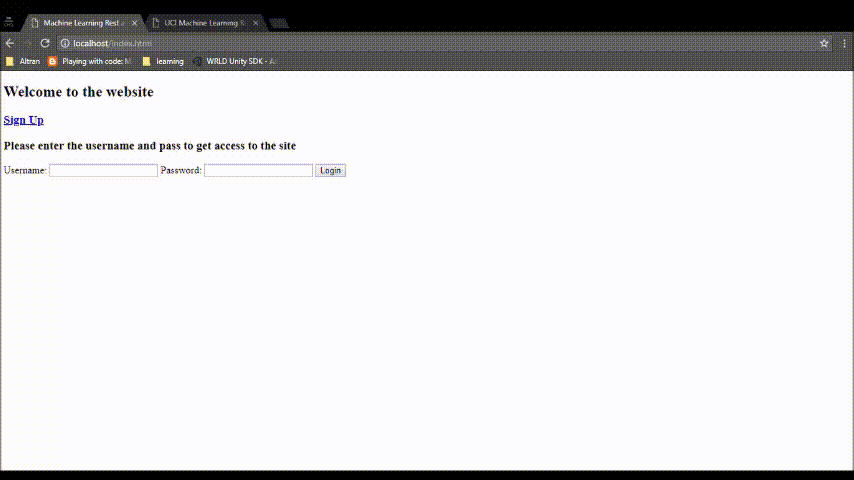 Machine Learning Rest UCI Machine Learning
localhost/index.html
Altran Playing with code: M learning WRLD Unity SDK - A
Welcome to the website
Sign Up
Please enter the username and pass to get access to the site
Username: Password: Login